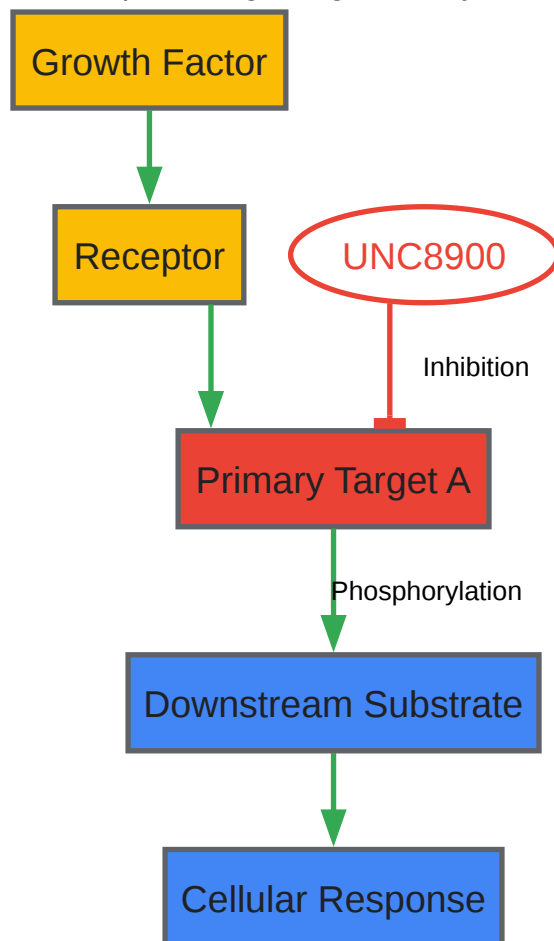 Growth Factor
Receptor
UNC8900
Inhibition
Primary Target A
Phosphorylation
Downstream Substrate
Cellular Response